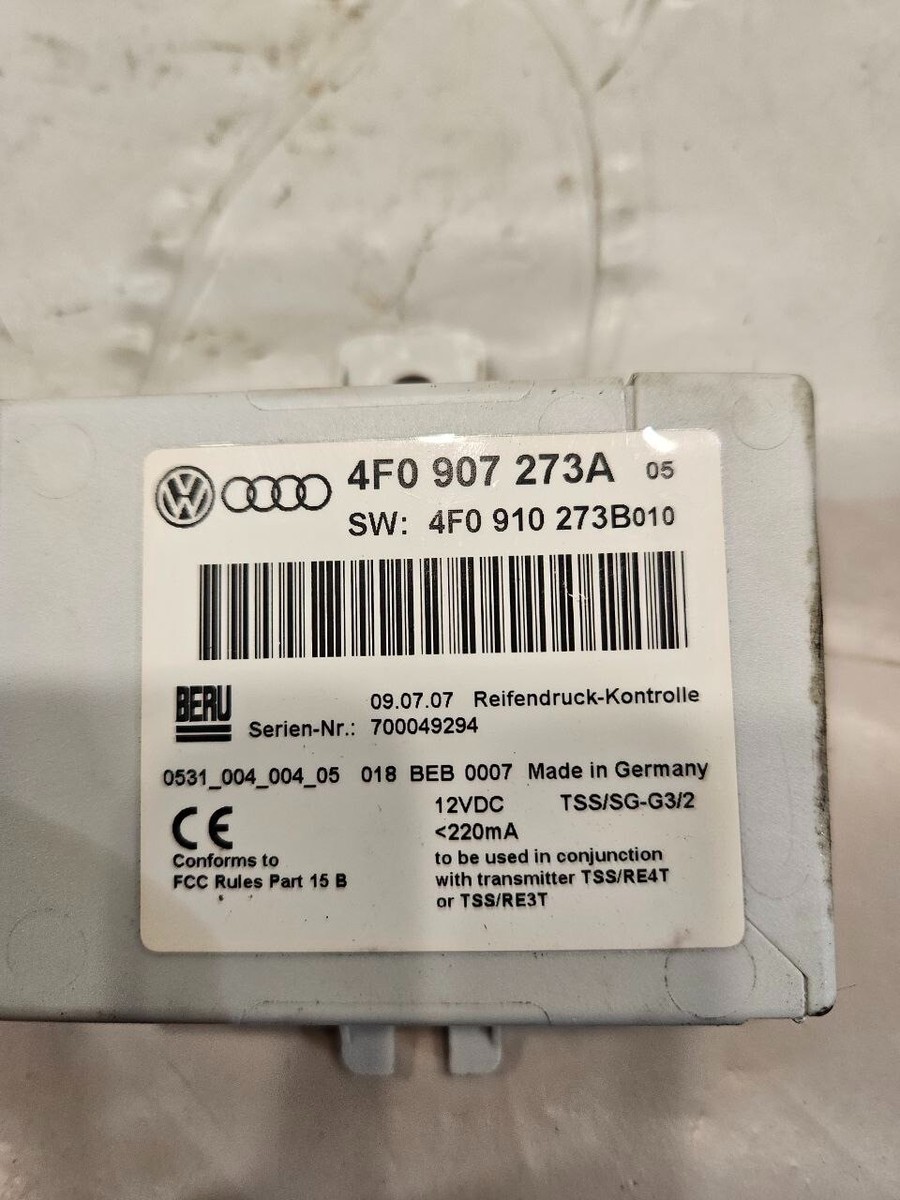 4F0 907 273A 05
SW: 4F0 910 273B010
BERU
09.07.07 Reifendruck-Kontrolle
Serien-Nr.: 700049294
0531_004_004_05 018 BEB 0007 Made in Germany
12VDC TSS/SG-G3/2
<220mA
CE
Conforms to
FCC Rules Part 15 B
to be used in conjunction
with transmitter TSS/RE4T
or TSS/RE3T